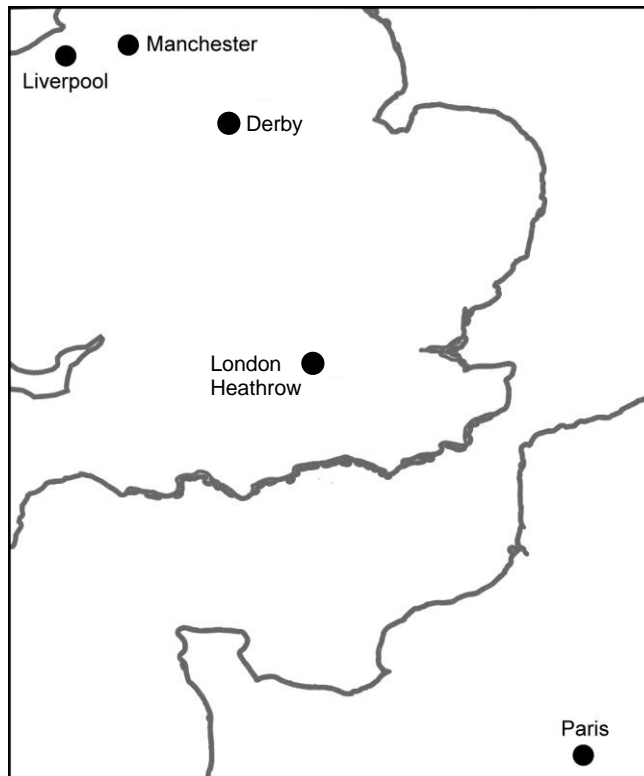 Manchester
Liverpool
Derby
London
Heathrow
Paris